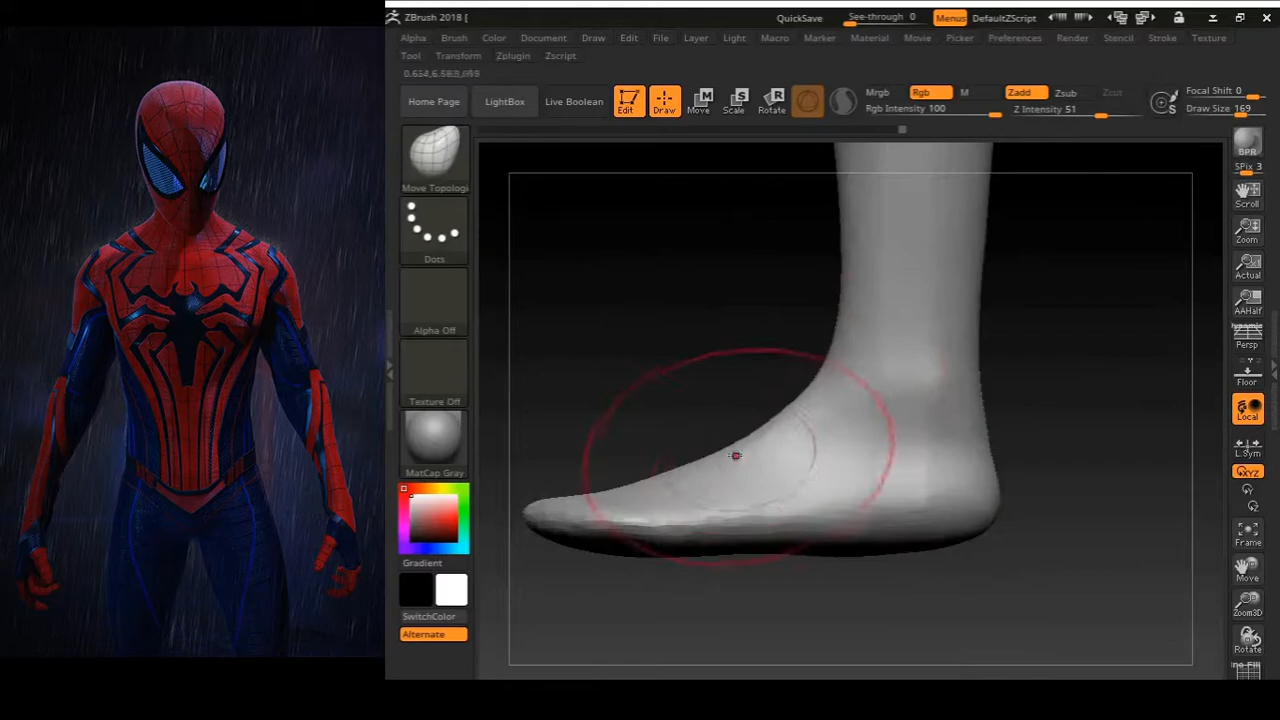 ZBrush 2018 [
QuickSave See-through 0 Menus DefaultZScript
Alpha Brush Color Document Draw Edit File Layer Light Macro Marker Material Movie Picker Preferences Render Stencil Stroke Texture
Tool Transform Zplugin Zscript
Home Page LightBox Live Boolean Edit Draw Move Scale Rotate
Mrgb Rgb M Zadd Zsub Zcut Focal Shift 0
Rgb Intensity 100 Z Intensity 51 Draw Size 169
S
Move Topologi
Dots
Alpha Off
Texture Off
MatCap Gray
Gradient
SwitchColor
Alternate
BPR
SPix 3
Scroll
Zoom
Actual
AAHalf
Persp
Floor
Local
L.Sym
XYZ
Y
Z
Frame
Move
Zoom3D
Rotate